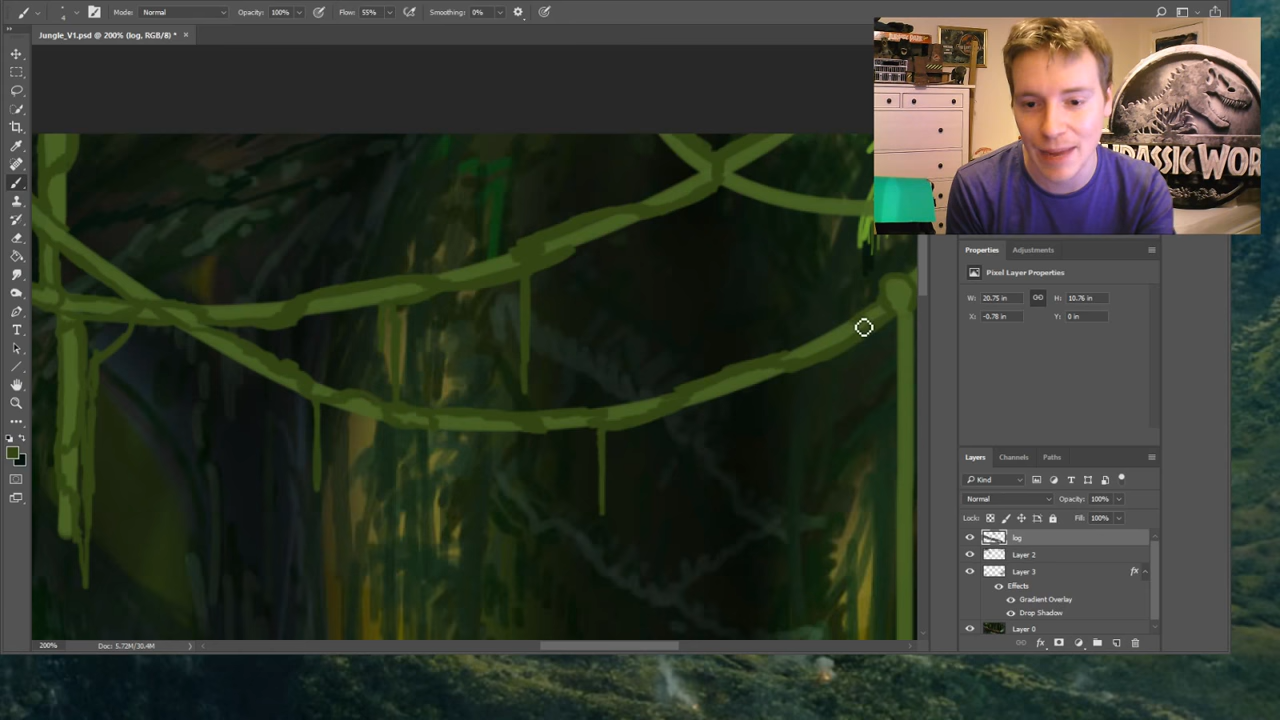 4
Mode: Normal
Opacity: 100%
Flow: 55%
Smoothing: 0%
Jungle_V1.psd @ 200% (log, RGB/8) *
JURASSIC WOR
Properties
Adjustments
Pixel Layer Properties
W: 20.75 in
H: 10.76 in
X: -0.78 in
Y: 0 in
Layers
Channels
Paths
Kind
Normal
Opacity: 100%
Lock:
Fill: 100%
log
Layer 2
Layer 3
fx
Effects
Gradient Overlay
Drop Shadow
Layer 0
fx
200%
Doc: 5.72M/30.4M